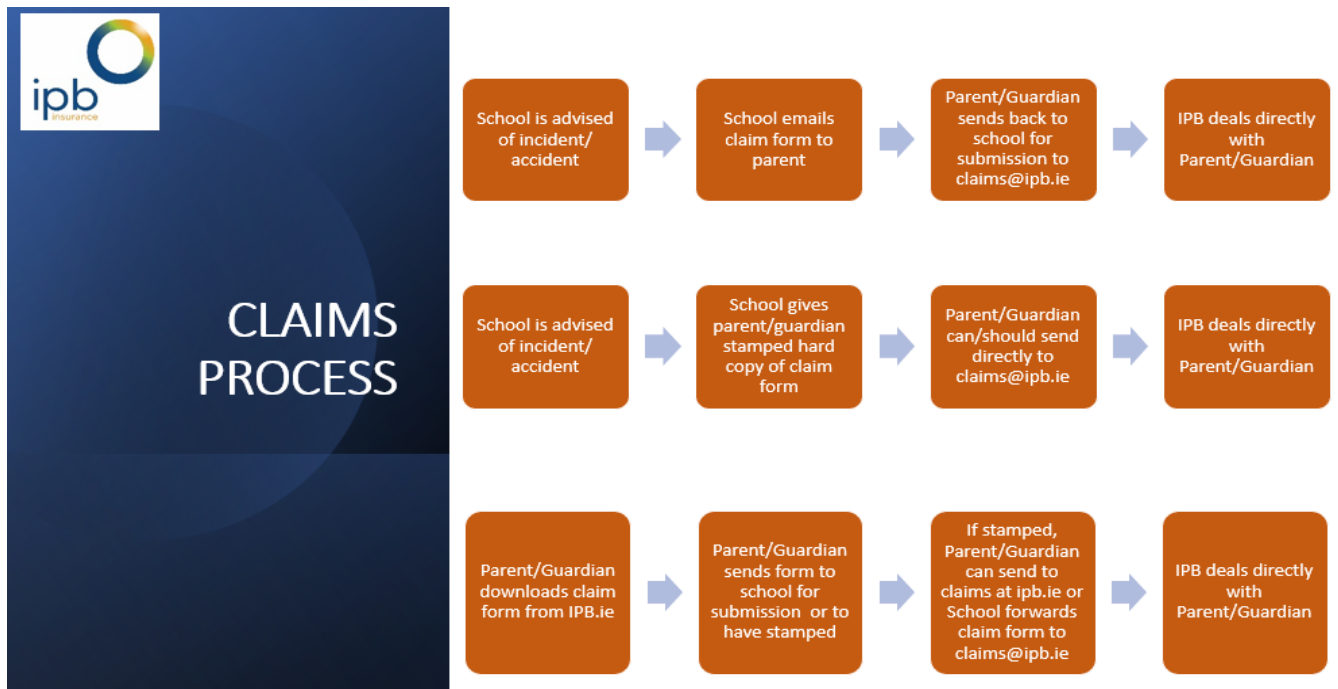 ipb
insurance
CLAIMS
PROCESS
School is advised
of incident/
accident
School emails
claim form to
parent
Parent/Guardian
sends back to
school for
submission to
claims@ipb.ie
IPB deals directly
with
Parent/Guardian
School is advised
of incident/
accident
School gives
parent/guardian
stamped hard
copy of claim
form
Parent/Guardian
can/should send
directly to
claims@ipb.ie
IPB deals directly
with
Parent/Guardian
Parent/Guardian
downloads claim
form from IPB.ie
Parent/Guardian
sends form to
school for
submission or to
have stamped
If stamped,
Parent/Guardian
can send to
claims at ipb.ie or
School forwards
claim form to
claims@ipb.ie
IPB deals directly
with
Parent/Guardian